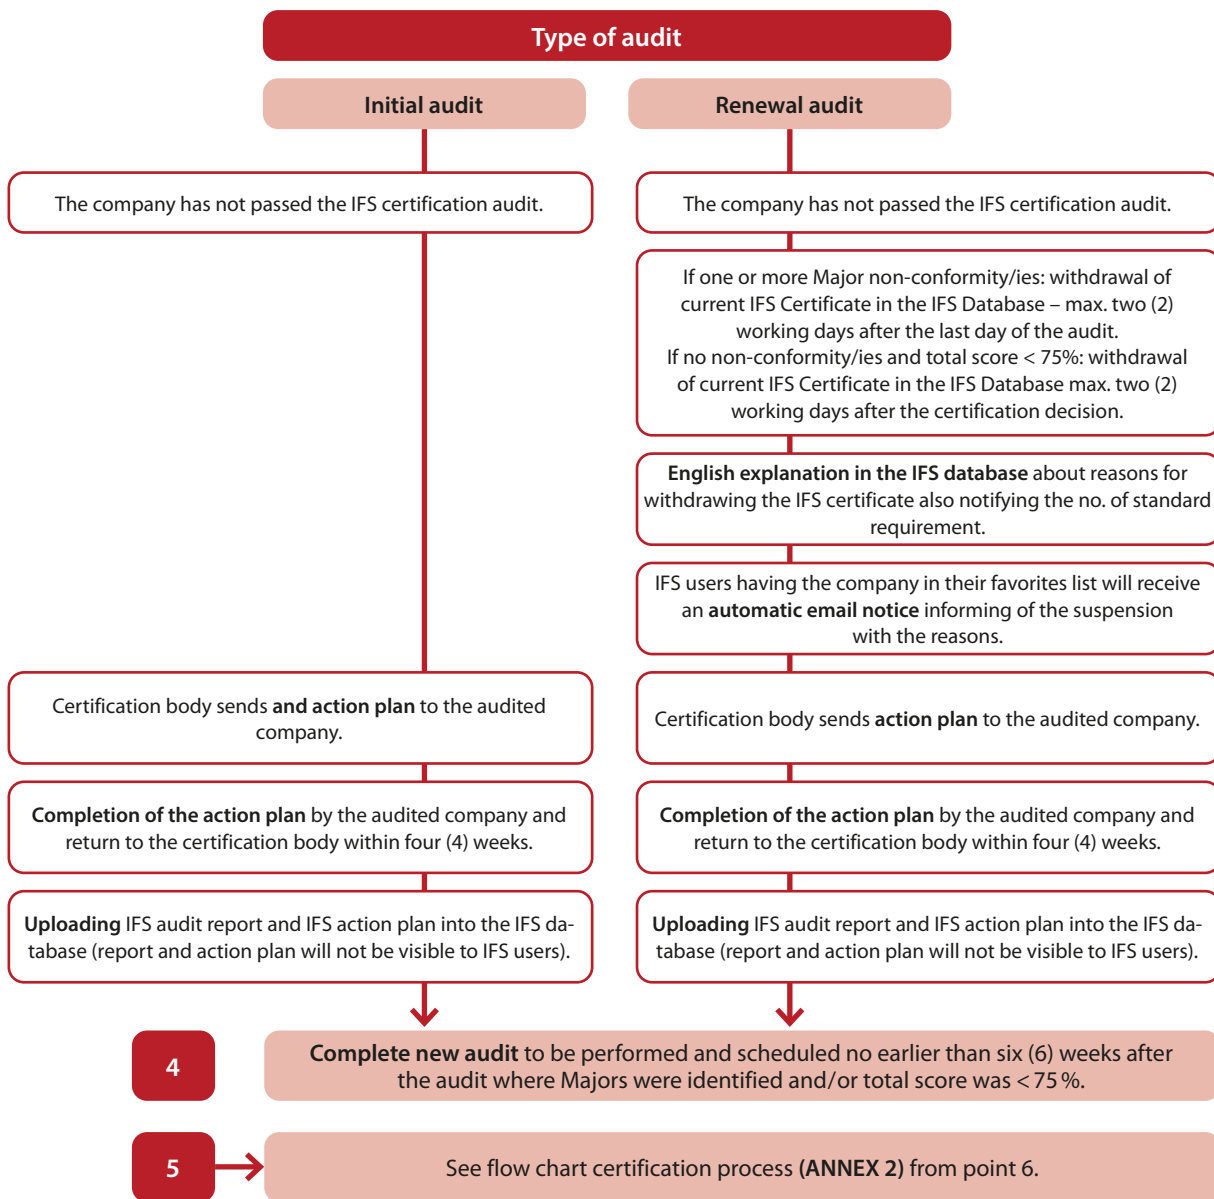 Type of audit
Initial audit
Renewal audit
The company has not passed the IFS certification audit.
The company has not passed the IFS certification audit.
If one or more Major non-conformity/ies: withdrawal of
current IFS Certificate in the IFS Database – max. two (2)
working days after the last day of the audit.
If no non-conformity/ies and total score < 75%: withdrawal
of current IFS Certificate in the IFS Database max. two (2)
working days after the certification decision.
English explanation in the IFS database about reasons for
withdrawing the IFS certificate also notifying the no. of standard
requirement.
IFS users having the company in their favorites list will receive
an automatic email notice informing of the suspension
with the reasons.
Certification body sends and action plan to the audited
company.
Certification body sends action plan to the audited company.
Completion of the action plan by the audited company and
return to the certification body within four (4) weeks.
Completion of the action plan by the audited company and
return to the certification body within four (4) weeks.
Uploading IFS audit report and IFS action plan into the IFS da-
tabase (report and action plan will not be visible to IFS users).
Uploading IFS audit report and IFS action plan into the IFS da-
tabase (report and action plan will not be visible to IFS users).
4
Complete new audit to be performed and scheduled no earlier than six (6) weeks after
the audit where Majors were identified and/or total score was < 75 %.
5
See flow chart certification process (ANNEX 2) from point 6.